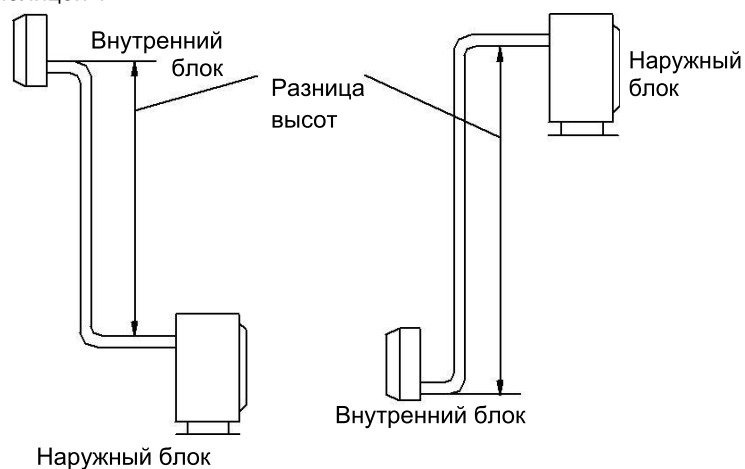 Внутренний
блок
Разница
высот
Наружный
блок
Внутренний блок
Наружный блок